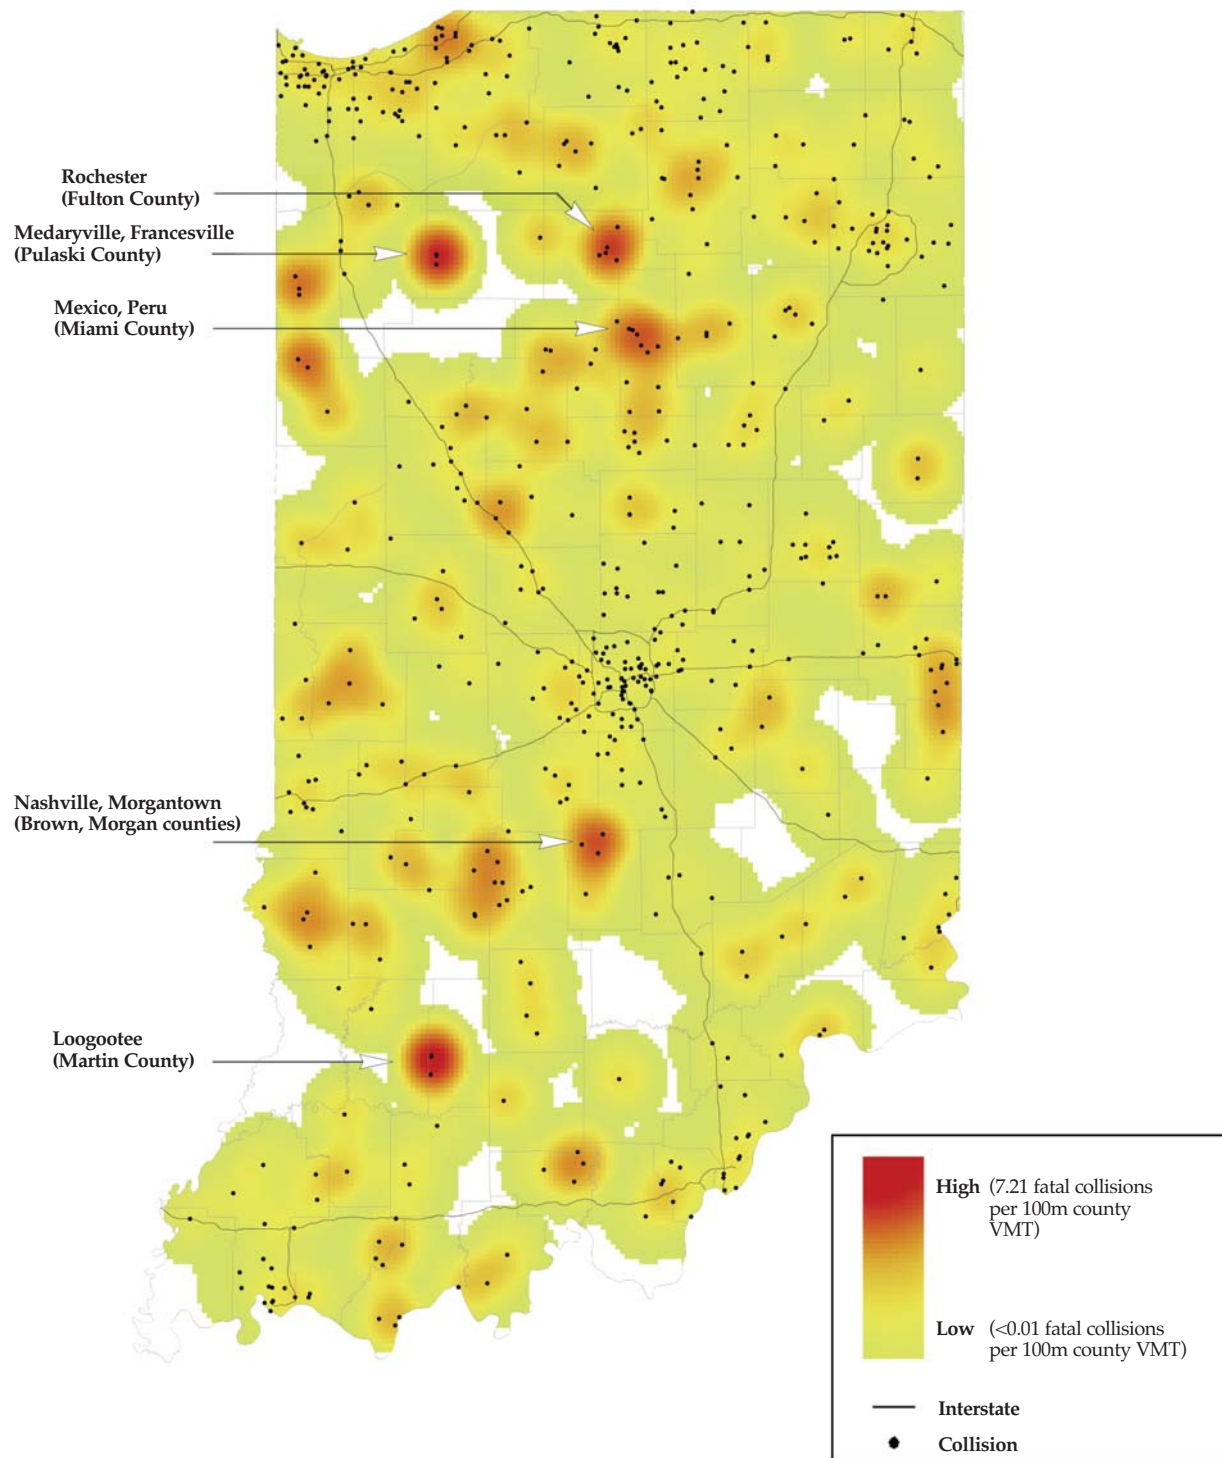 Rochester
(Fulton County)
Medaryville, Francesville
(Pulaski County)
Mexico, Peru
(Miami County)
Nashville, Morgantown
(Brown, Morgan counties)
Loogootee
(Martin County)
High (7.21 fatal collisions
per 100m county
VMT)
Low (<0.01 fatal collisions
per 100m county VMT)
Interstate
Collision